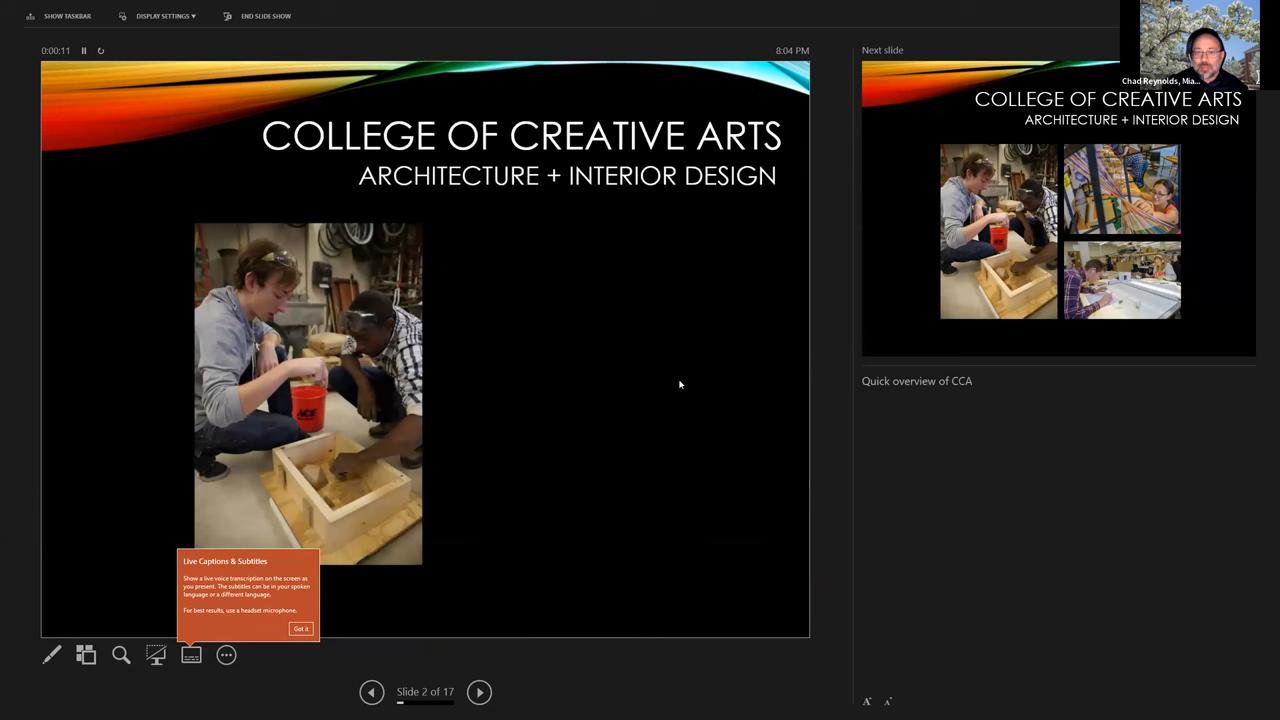 SHOW TASKBAR
DISPLAY SETTINGS ▼
END SLIDE SHOW
0:00:11
8:04 PM
COLLEGE OF CREATIVE ARTS
ARCHITECTURE + INTERIOR DESIGN
ACE
Live Captions & Subtitles
Show a live voice transcription on the screen as
you present. The subtitles can be in your spoken
language or a different language.
For best results, use a headset microphone.
Got it
Slide 2 of 17
Next slide
Chad Reynolds, Mia...
COLLEGE OF CREATIVE ARTS
ARCHITECTURE + INTERIOR DESIGN
Quick overview of CCA
A
A